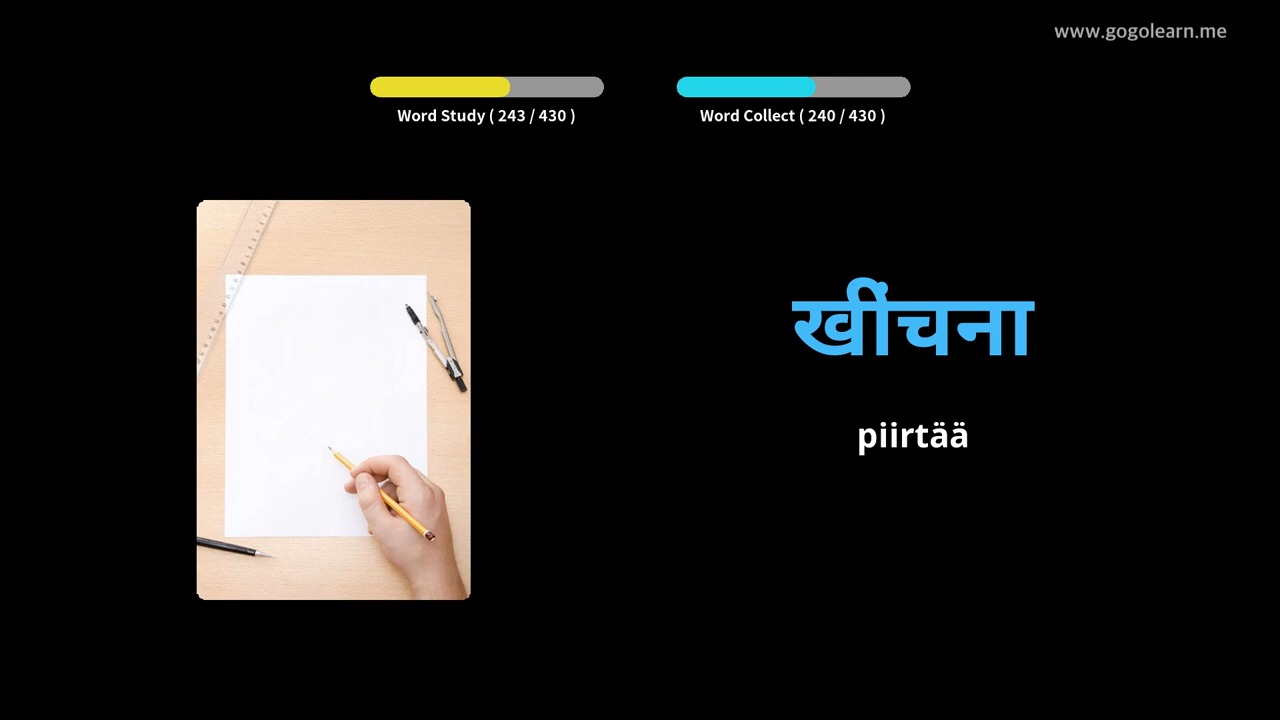 www.gogolearn.me
Word Study ( 243 / 430 )
Word Collect ( 240 / 430 )
खींचना
piirtää